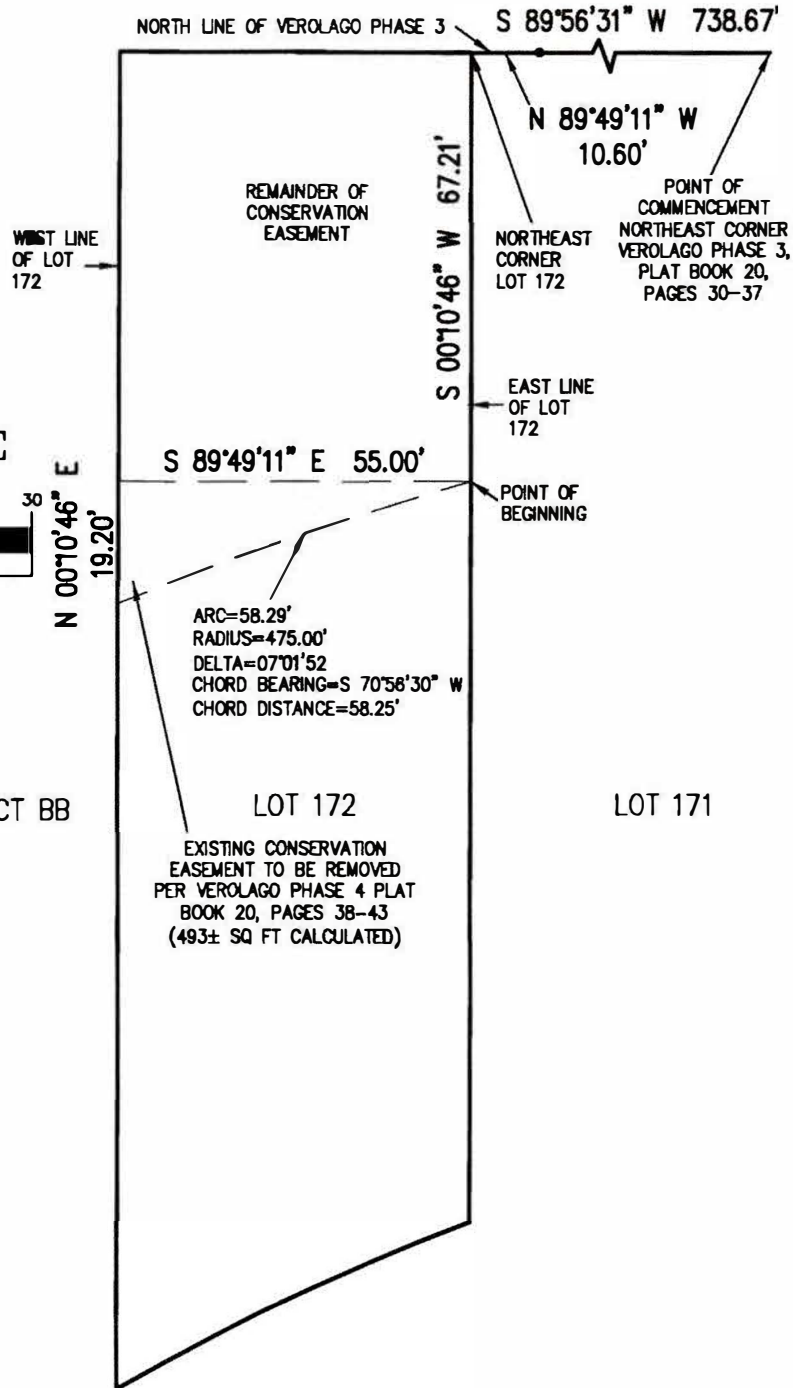 NORTH LINE OF VEROLAGO PHASE 3
S 89°56'31" W 738.67'
N 89°49'11" W
10.60'
POINT OF
COMMENCEMENT
NORTHEAST CORNER
VEROLAGO PHASE 3,
PLAT BOOK 20,
PAGES 30-37
REMAINDER OF
CONSERVATION
EASEMENT
S 00°10'46" W 67.21'
NORTHEAST
CORNER
LOT 172
WEST LINE
OF LOT
172
EAST LINE
OF LOT
172
S 89°49'11" E 55.00'
POINT OF
BEGINNING
30
N 00°10'46" E
19.20'
ARC=58.29'
RADIUS=475.00'
DELTA=07°01'52
CHORD BEARING=S 70°56'30" W
CHORD DISTANCE=58.25'
CT BB
LOT 172
LOT 171
EXISTING CONSERVATION
EASEMENT TO BE REMOVED
PER VEROLAGO PHASE 4 PLAT
BOOK 20, PAGES 38-43
(493± SQ FT CALCULATED)